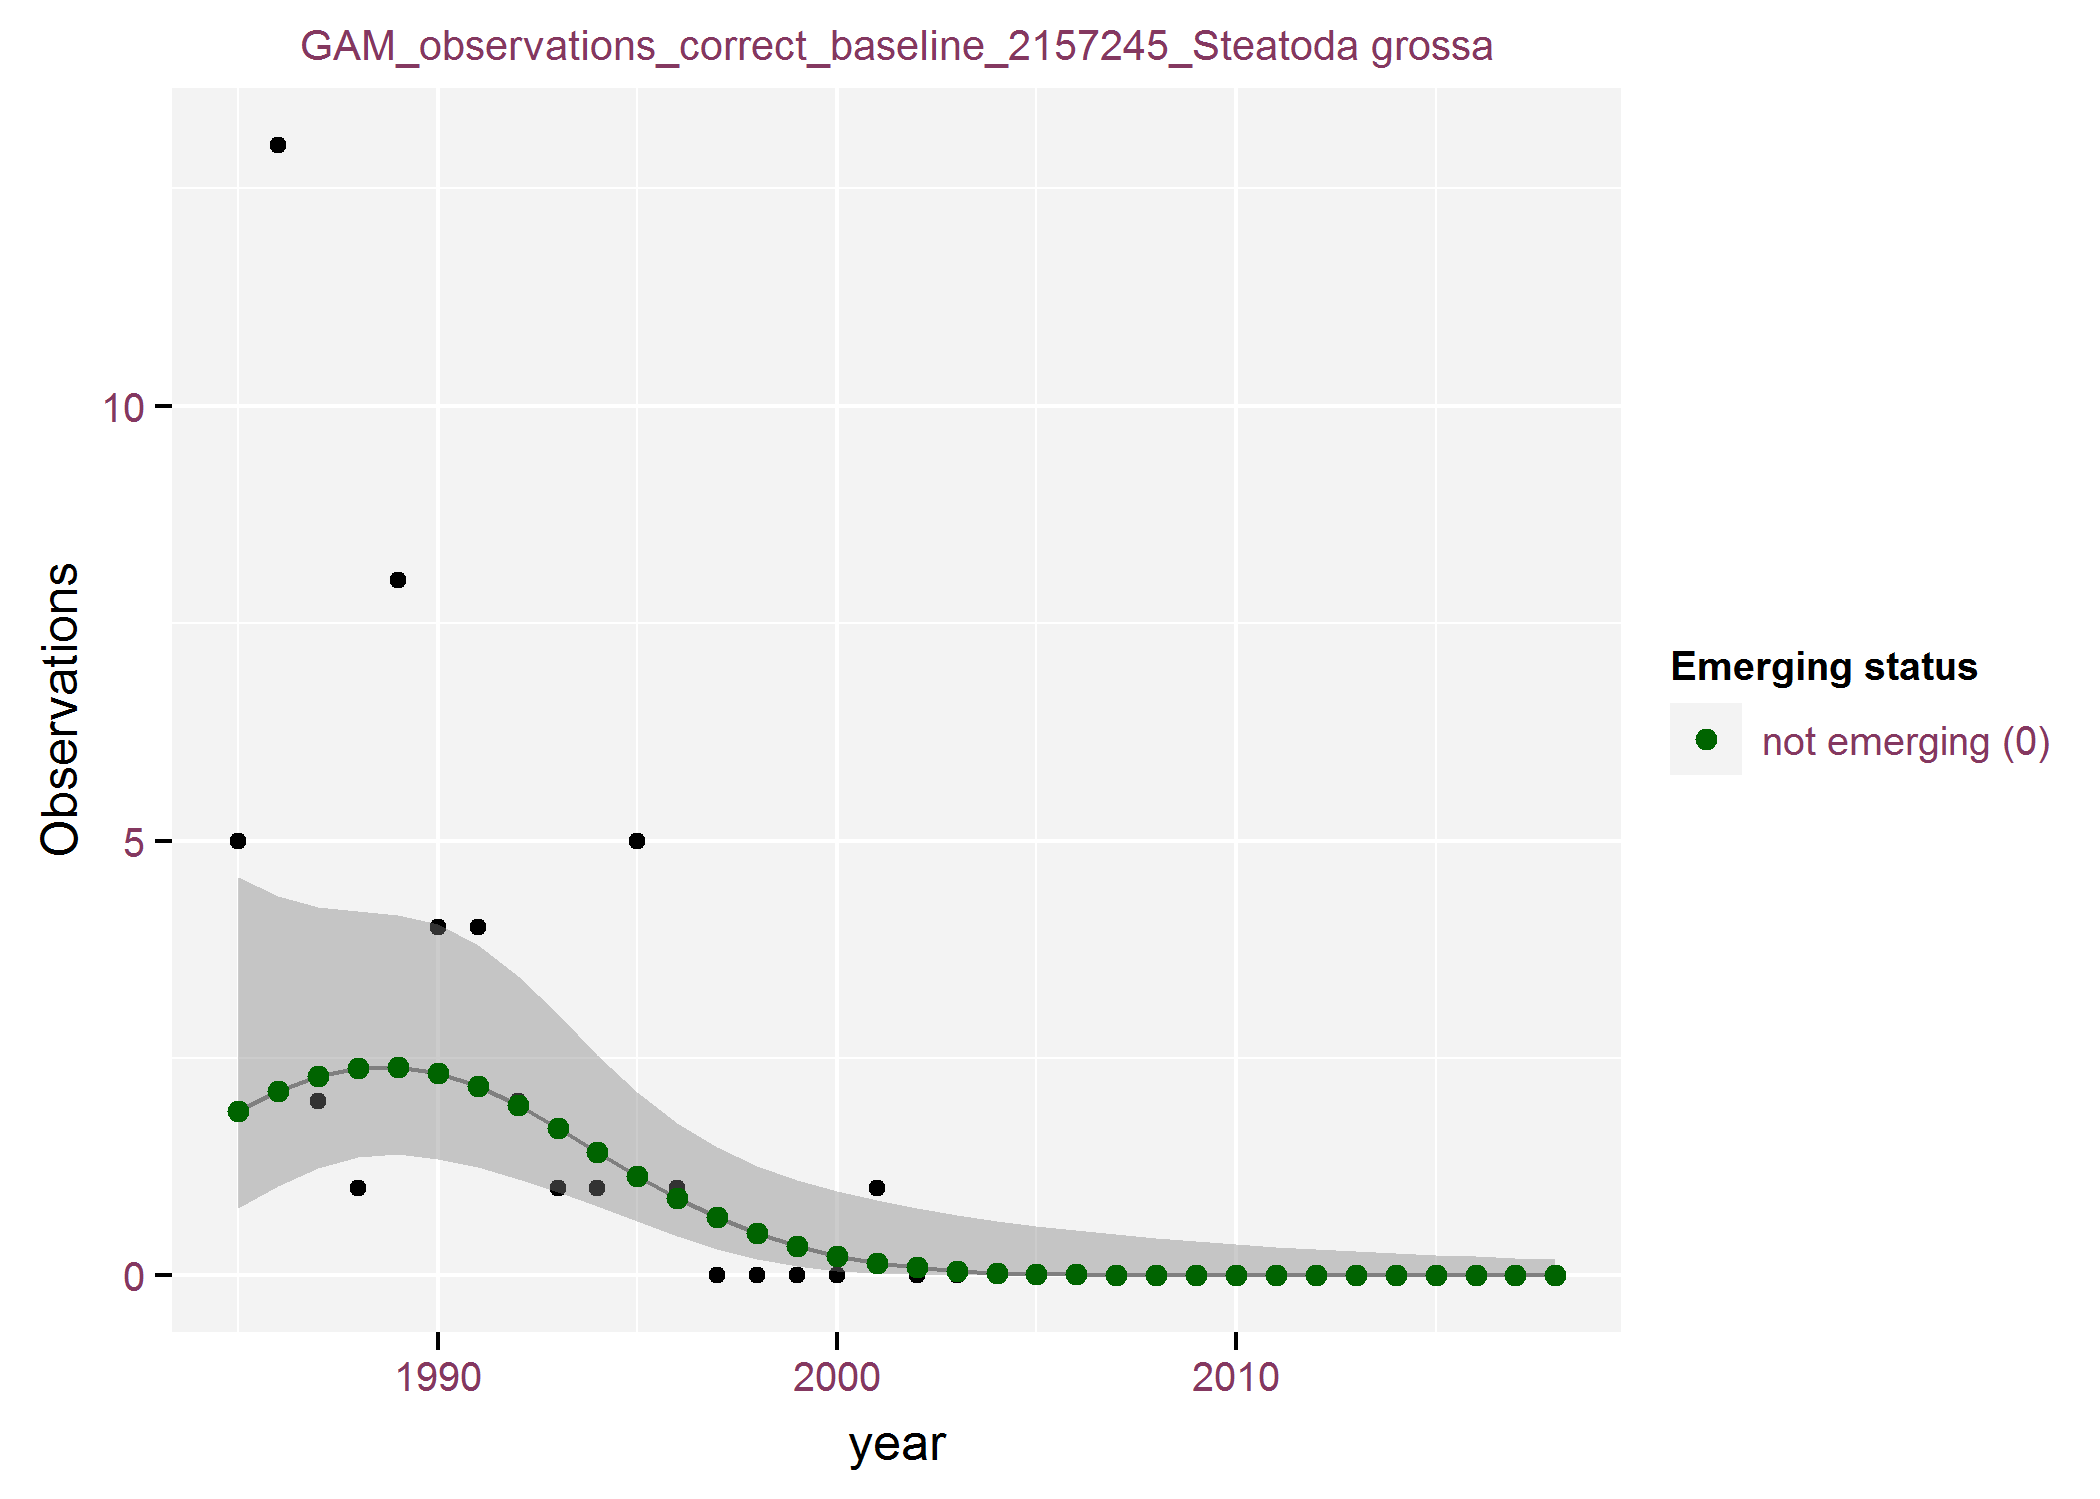 GAM_observations_correct_baseline_2157245_Steatoda grossa
Observations
10
5
0
1990 2000 2010
year
Emerging status
not emerging (0)